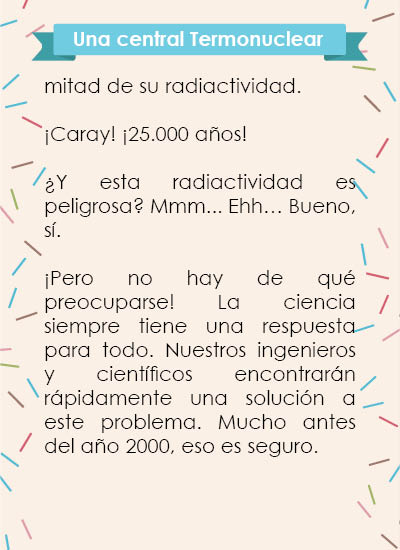 Una central Termonuclear
mitad de su radiactividad.
¡Caray! ¡25.000 años!
¿Y esta radiactividad es
peligrosa? Mmm... Ehh… Bueno,
sí.
¡Pero no hay de qué
preocuparse! La ciencia
siempre tiene una respuesta
para todo. Nuestros ingenieros
y científicos encontrarán
rápidamente una solución a
este problema. Mucho antes
del año 2000, eso es seguro.